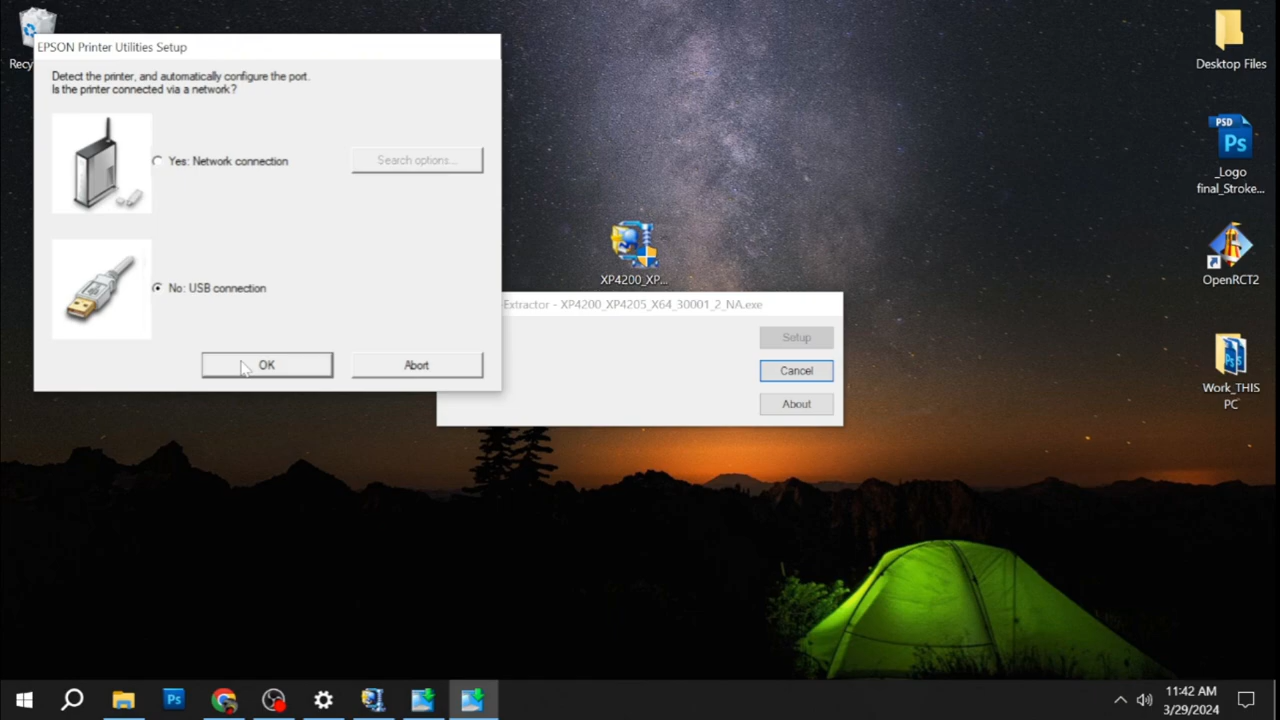 Recy
EPSON Printer Utilities Setup
Detect the printer, and automatically configure the port.
Is the printer connected via a network?
Yes: Network connection
Search options...
No: USB connection
OK
Abort
XP4200_XP...
Extractor - XP4200_XP4205_X64_30001_2_NA.exe
Setup
Cancel
About
Desktop Files
PSD
Ps
_Logo
final_Stroke...
OpenRCT2
Work_THIS
PC
Ps
11:42 AM
3/29/2024